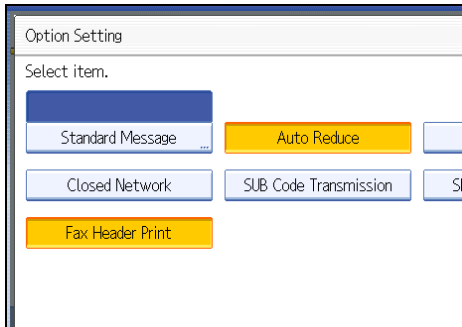 Option Setting
Select item.
Standard Message ...
Auto Reduce
Closed Network
SUB Code Transmission
Fax Header Print